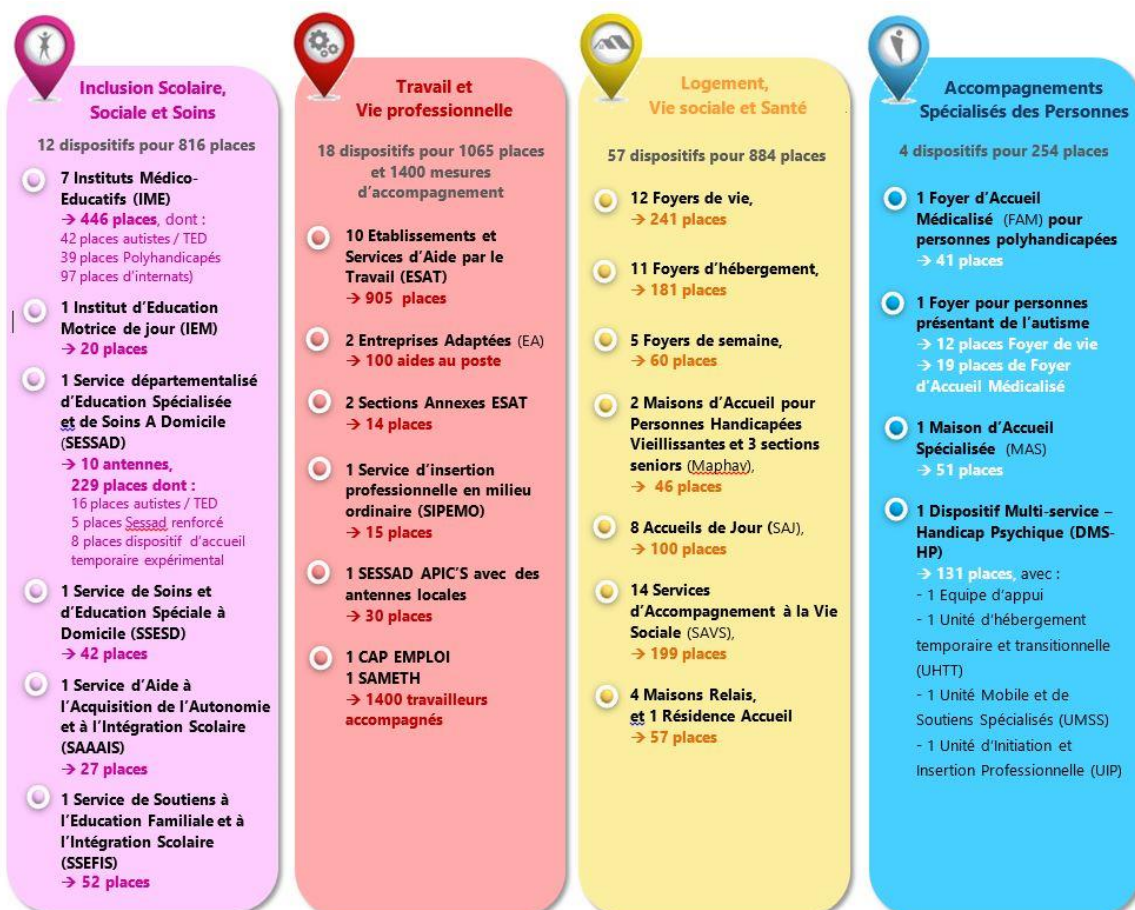 Inclusion Scolaire,
Sociale et Soins
12 dispositifs pour 816 places
7 Instituts Médico-
Educatifs (IME)
→ 446 places, dont :
42 places autistes / TED
39 places Polyhandicapés
97 places d'internats)
1 Institut d'Education
Motrice de jour (IEM)
→ 20 places
1 Service départementalisé
d'Education Spécialisée
et de Soins A Domicile
(SESSAD)
→ 10 antennes,
229 places dont :
16 places autistes / TED
5 places Sessad renforcé
8 places dispositif d'accueil
temporaire expérimental
1 Service de Soins et
d'Education Spéciale à
Domicile (SSESD)
→ 42 places
1 Service d'Aide à
l'Acquisition de l'Autonomie
et à l'Intégration Scolaire
(SAAAIS)
→ 27 places
1 Service de Soutiens à
l'Education Familiale et à
l'Intégration Scolaire
(SSEFIS)
→ 52 places
Travail et
Vie professionnelle
18 dispositifs pour 1065 places
et 1400 mesures
d'accompagnement
10 Etablissements et
Services d'Aide par le
Travail (ESAT)
→ 905 places
2 Entreprises Adaptées (EA)
→ 100 aides au poste
2 Sections Annexes ESAT
→ 14 places
1 Service d'insertion
professionnelle en milieu
ordinaire (SIPEMO)
→ 15 places
1 SESSAD APIC'S avec des
antennes locales
→ 30 places
1 CAP EMPLOI
1 SAMETH
→ 1400 travailleurs
accompagnés
Logement,
Vie sociale et Santé
57 dispositifs pour 884 places
12 Foyers de vie,
→ 241 places
11 Foyers d'hébergement,
→ 181 places
5 Foyers de semaine,
→ 60 places
2 Maisons d'Accueil pour
Personnes Handicapées
Vieillissantes et 3 sections
seniors (Maphav),
→ 46 places
8 Accueils de Jour (SAJ),
→ 100 places
14 Services
d'Accompagnement à la Vie
Sociale (SAVS),
→ 199 places
4 Maisons Relais,
et 1 Résidence Accueil
→ 57 places
Accompagnements
Spécialisés des Personnes
4 dispositifs pour 254 places
1 Foyer d'Accueil
Médicalisé (FAM) pour
personnes polyhandicapées
→ 41 places
1 Foyer pour personnes
présentant de l'autisme
→ 12 places Foyer de vie
→ 19 places de Foyer
d'Accueil Médicalisé
1 Maison d'Accueil
Spécialisée (MAS)
→ 51 places
1 Dispositif Multi-service –
Handicap Psychique (DMS-
HP)
→ 131 places, avec :
- 1 Equipe d'appui
- 1 Unité d'hébergement
temporaire et transitionnelle
(UHTT)
- 1 Unité Mobile et de
Soutiens Spécialisés (UMSS)
- 1 Unité d'Initiation et
Insertion Professionnelle (UIP)